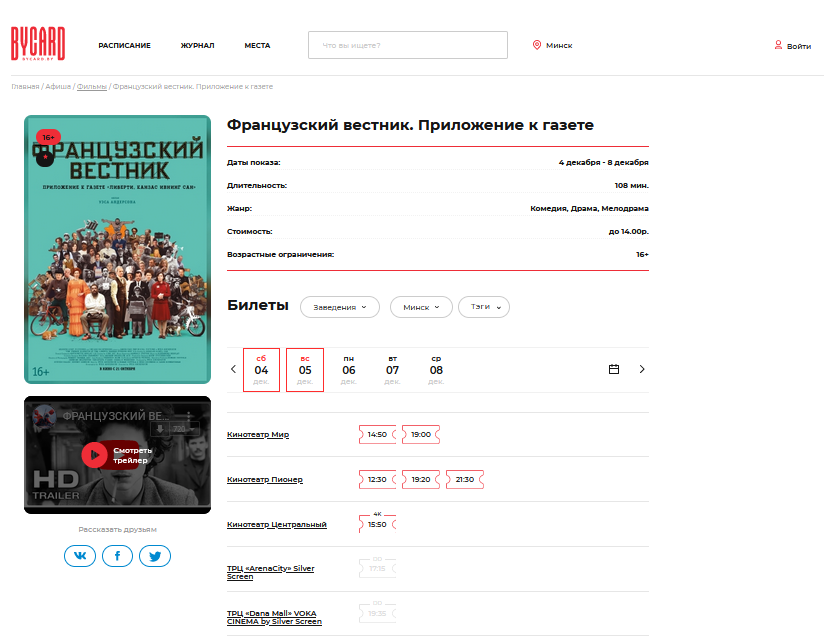 BYCARD
BYCARD.BY
РАСПИСАНИЕ
ЖУРНАЛ
МЕСТА
Что вы ищете?
Минск
Войти
Главная / Афиша / Фильмы / Французский вестник. Приложение к газете
16+
ФРАНЦУЗСКИЙ
ВЕСТНИК
ПРИЛОЖЕНИЕ К ГАЗЕТЕ «ЛИБЕРТИ. КАНЗАС ИВНИНГ САН»
УЭСА АНДЕРСОНА
16+
Французский вестник. Приложение к газете
Даты показа: 4 декабря - 8 декабря
Длительность: 108 мин.
Жанр: Комедия, Драма, Мелодрама
Стоимость: до 14.00р.
Возрастные ограничения: 16+
Билеты
Заведения
Минск
Тэги
сб
04
дек.
вс
05
дек.
пн
06
дек.
вт
07
дек.
ср
08
дек.
Кинотеатр Мир 14:50 19:00
Кинотеатр Пионер 12:30 19:20 21:30
4K
Кинотеатр Центральный 15:50
ТРЦ «ArenaCity» Silver
Screen
17:15
ТРЦ «Dana Mall» VOKA
CINEMA by Silver Screen
19:35
ФРАНЦУЗСКИЙ ВЕ...
720
Смотреть
трейлер
HD
TRAILER
Рассказать друзьям